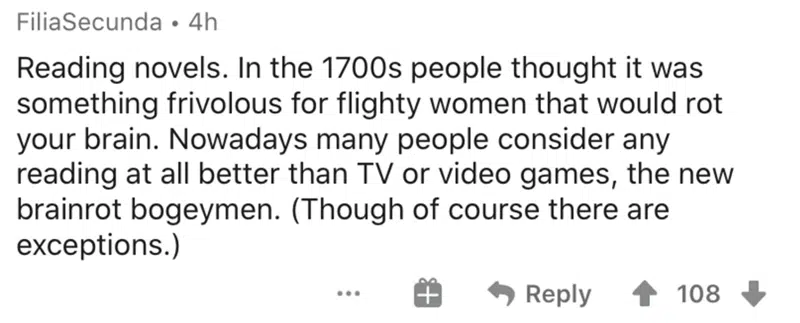 FiliaSecunda • 4h
Reading novels. In the 1700s people thought it was
something frivolous for flighty women that would rot
your brain. Nowadays many people consider any
reading at all better than TV or video games, the new
brainrot bogeymen. (Though of course there are
exceptions.)
... Reply 108